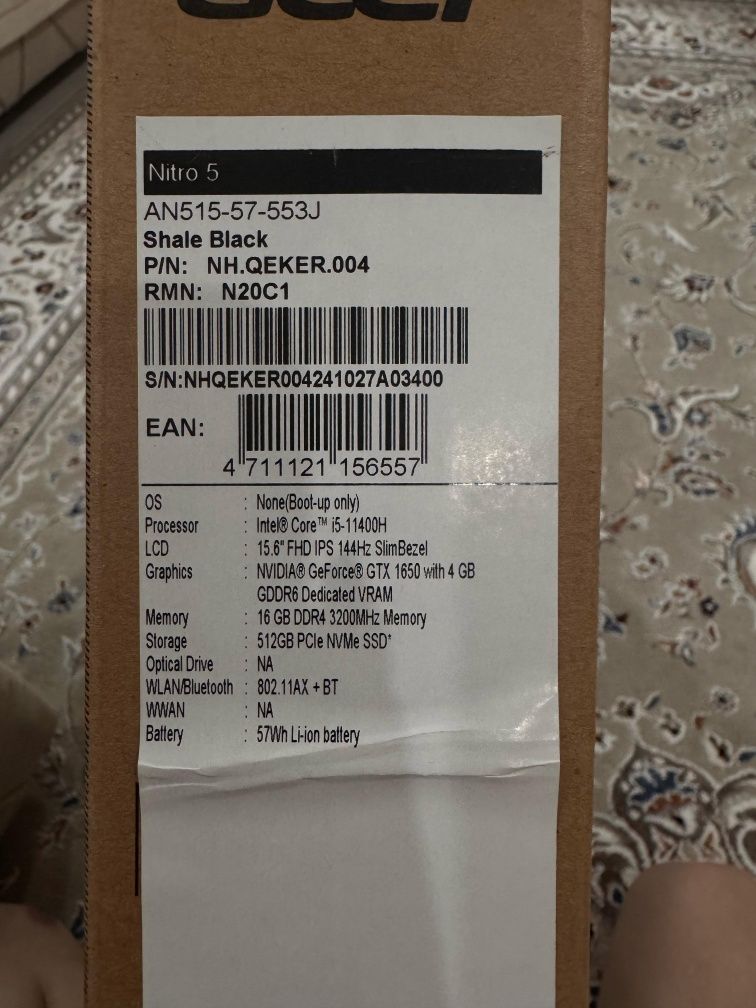 acer
Nitro 5
AN515-57-553J
Shale Black
P/N: NH.QEKER.004
RMN: N20C1
S/N:NHQEKER004241027A03400
EAN:
4 711121 156557
OS : None(Boot-up only)
Processor : Intel® Core™ i5-11400H
LCD : 15.6" FHD IPS 144Hz SlimBezel
Graphics : NVIDIA® GeForce® GTX 1650 with 4 GB
GDDR6 Dedicated VRAM
Memory : 16 GB DDR4 3200MHz Memory
Storage : 512GB PCIe NVMe SSD*
Optical Drive : NA
WLAN/Bluetooth : 802.11AX + BT
WWAN : NA
Battery : 57Wh Li-ion battery